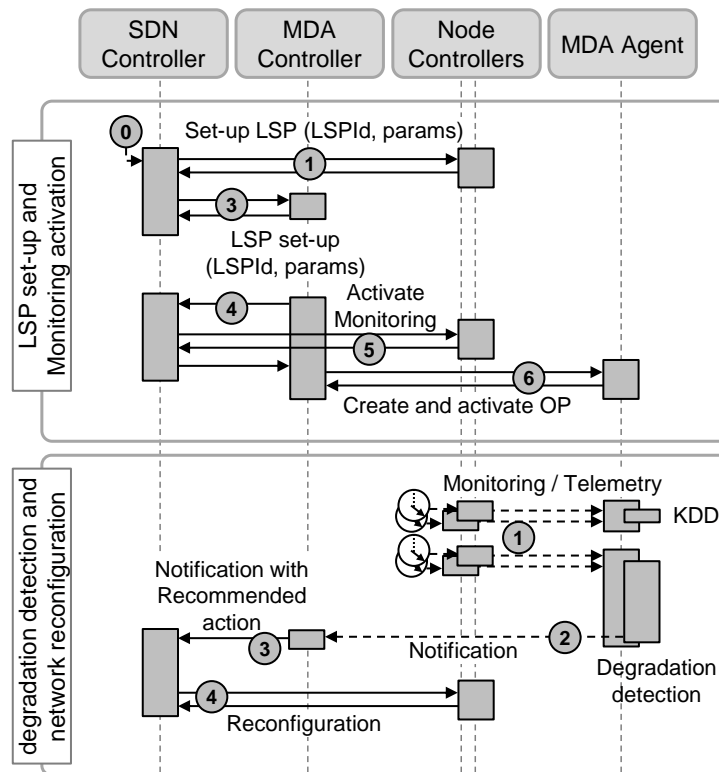 SDN
Controller
MDA
Controller
Node
Controllers
MDA Agent
LSP set-up and
Monitoring activation
0
Set-up LSP (LSPId, params)
1
3
LSP set-up
(LSPId, params)
4
Activate
Monitoring
5
6
Create and activate OP
degradation detection and
network reconfiguration
Monitoring / Telemetry
KDD
1
Notification with
Recommended
action
3
2
Notification
Degradation
detection
4
Reconfiguration